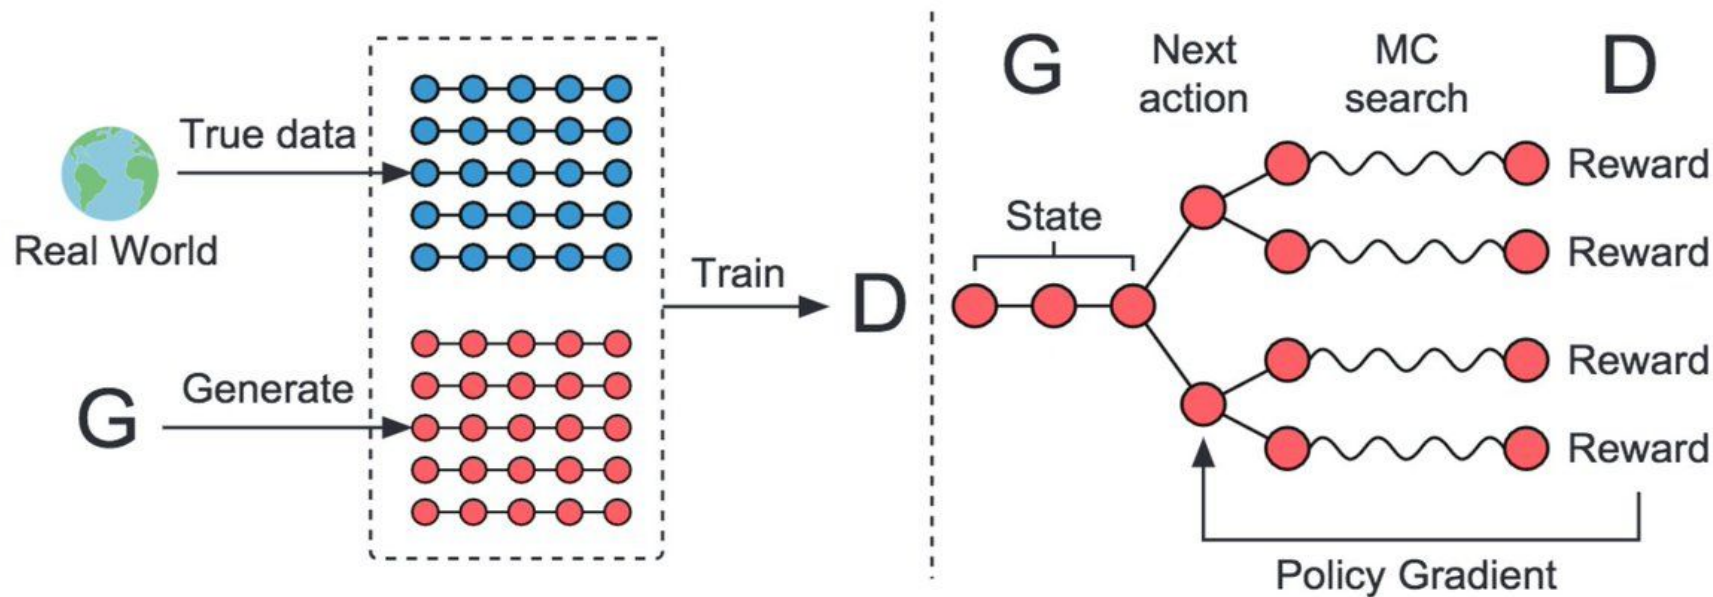 True data
Real World
G
Generate
Train
D
G
Next
action
MC
search
D
State
Reward
Reward
Reward
Reward
Policy Gradient